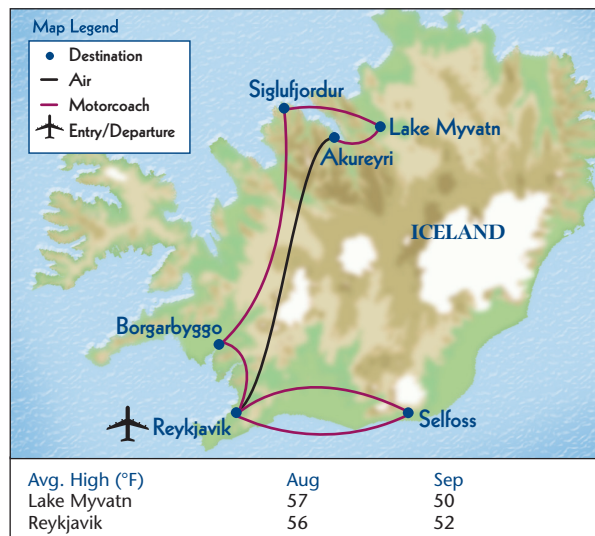 Map Legend
Destination
Air
Motorcoach
Entry/Departure
Siglufjordur
Lake Myvatn
Akureyri
ICELAND
Borgarbyggo
Reykjavik
Selfoss
Avg. High (°F) Aug Sep
Lake Myvatn 57 50
Reykjavik 56 52